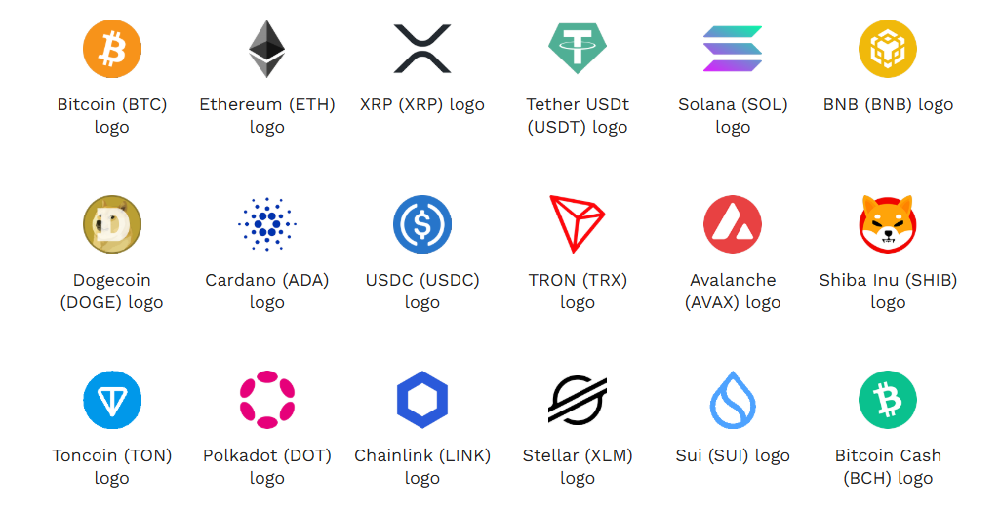 Bitcoin (BTC)
logo
Ethereum (ETH)
logo
XRP (XRP) logo
Tether USDt
(USDT) logo
Solana (SOL)
logo
BNB (BNB) logo
Dogecoin
(DOGE) logo
Cardano (ADA)
logo
USDC (USDC)
logo
TRON (TRX)
logo
Avalanche
(AVAX) logo
Shiba Inu (SHIB)
logo
Toncoin (TON)
logo
Polkadot (DOT)
logo
Chainlink (LINK)
logo
Stellar (XLM)
logo
Sui (SUI) logo
Bitcoin Cash
(BCH) logo